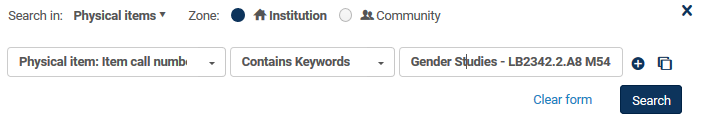 Search in: Physical items Zone: Institution Community
Physical item: Item call numb Contains Keywords Gender Studies - LB2342.2.A8 M54
Clear form Search